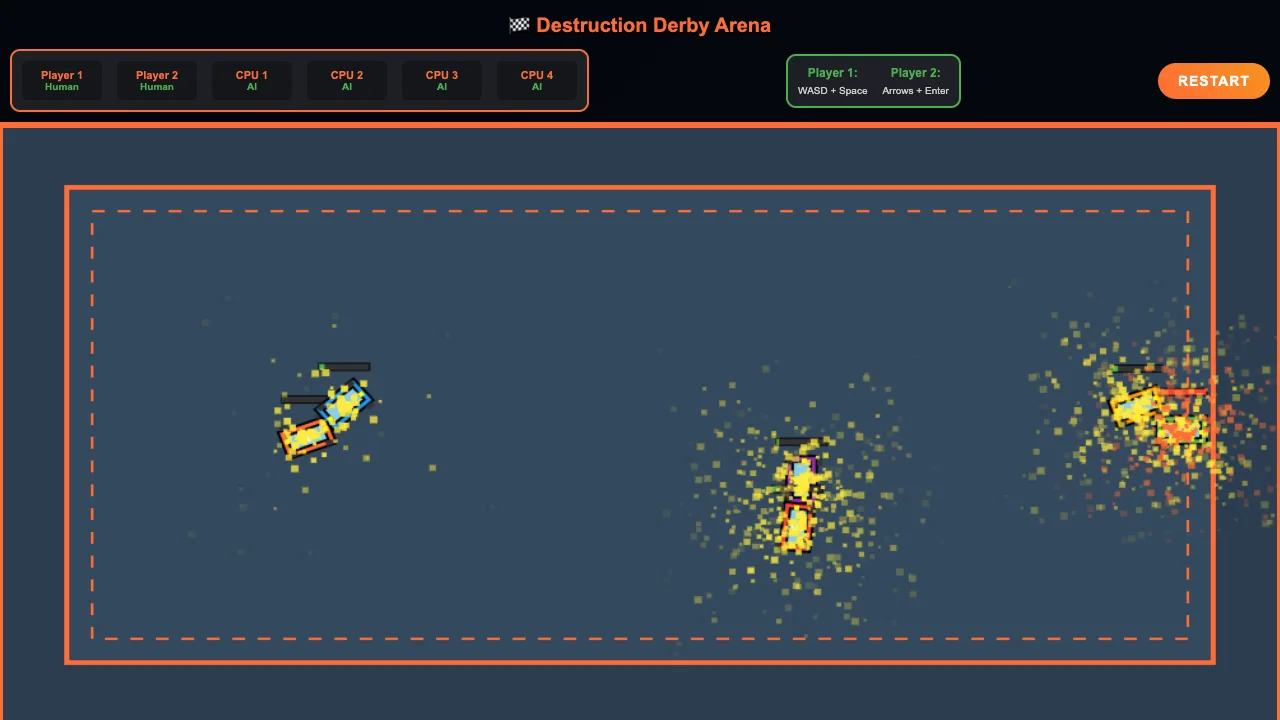 🏁 Destruction Derby Arena
Player 1
Human
Player 2
Human
CPU 1
AI
CPU 2
AI
CPU 3
AI
CPU 4
AI
Player 1:
WASD + Space
Player 2:
Arrows + Enter
RESTART